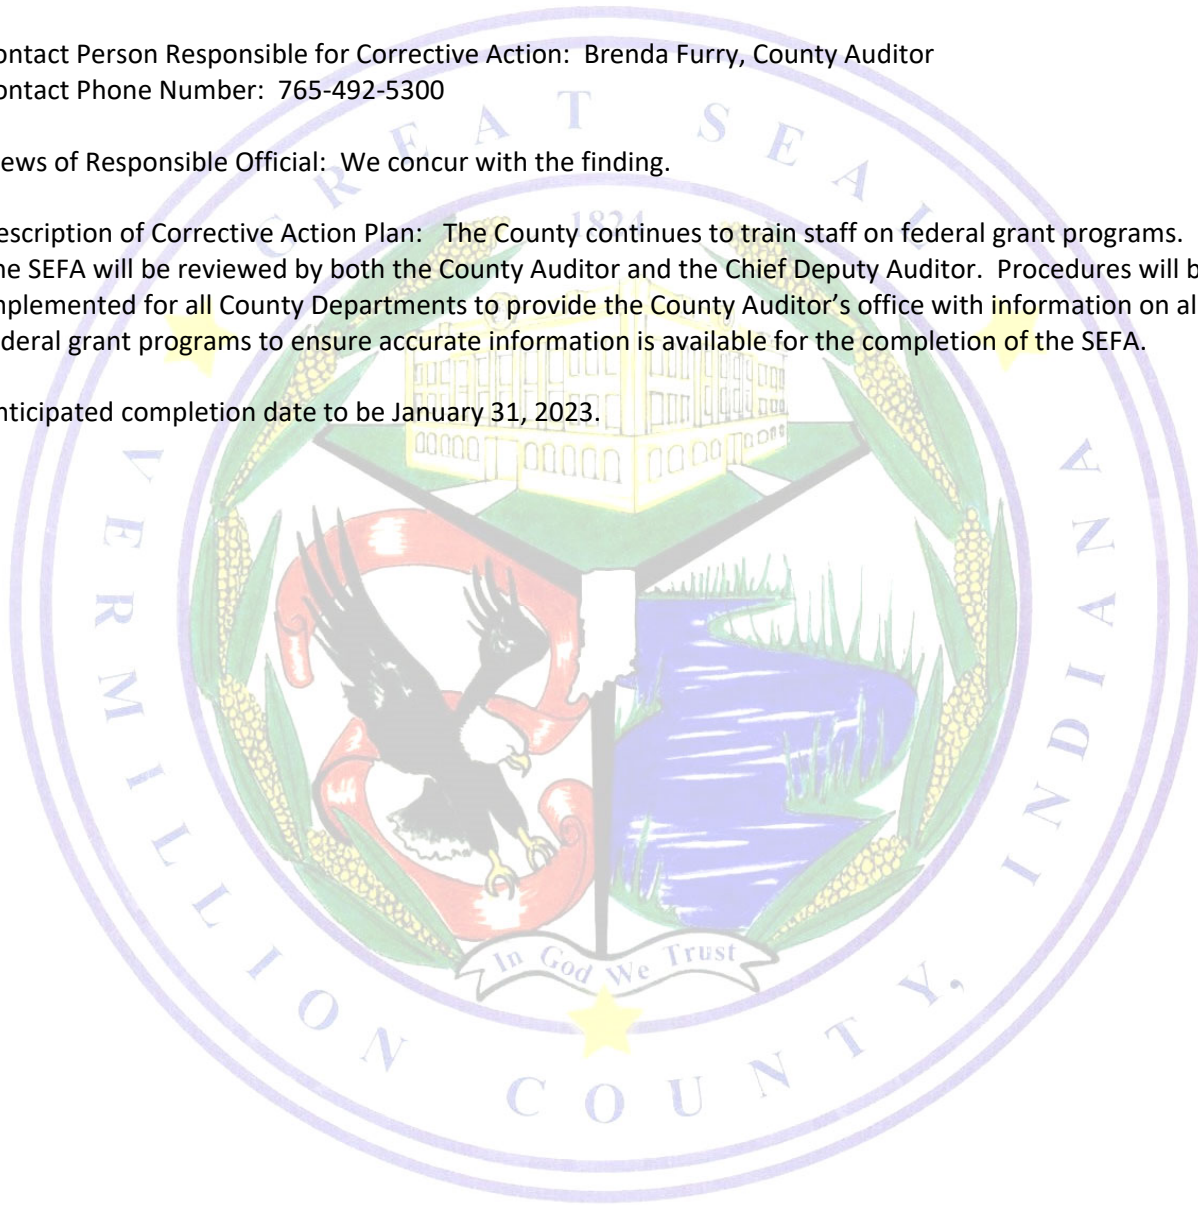 ontact Person Responsible for Corrective Action: Brenda Furry, County Auditor
ontact Phone Number: 765-492-5300
ews of Responsible Official: We concur with the finding.
escription of Corrective Action Plan: The County continues to train staff on federal grant programs.
he SEFA will be reviewed by both the County Auditor and the Chief Deputy Auditor. Procedures will b
mplemented for all County Departments to provide the County Auditor’s office with information on al
deral grant programs to ensure accurate information is available for the completion of the SEFA.
nticipated completion date to be January 31, 2023.
GREAT SEAL
1824
VERMILLION COUNTY, INDIANA
In God We Trust